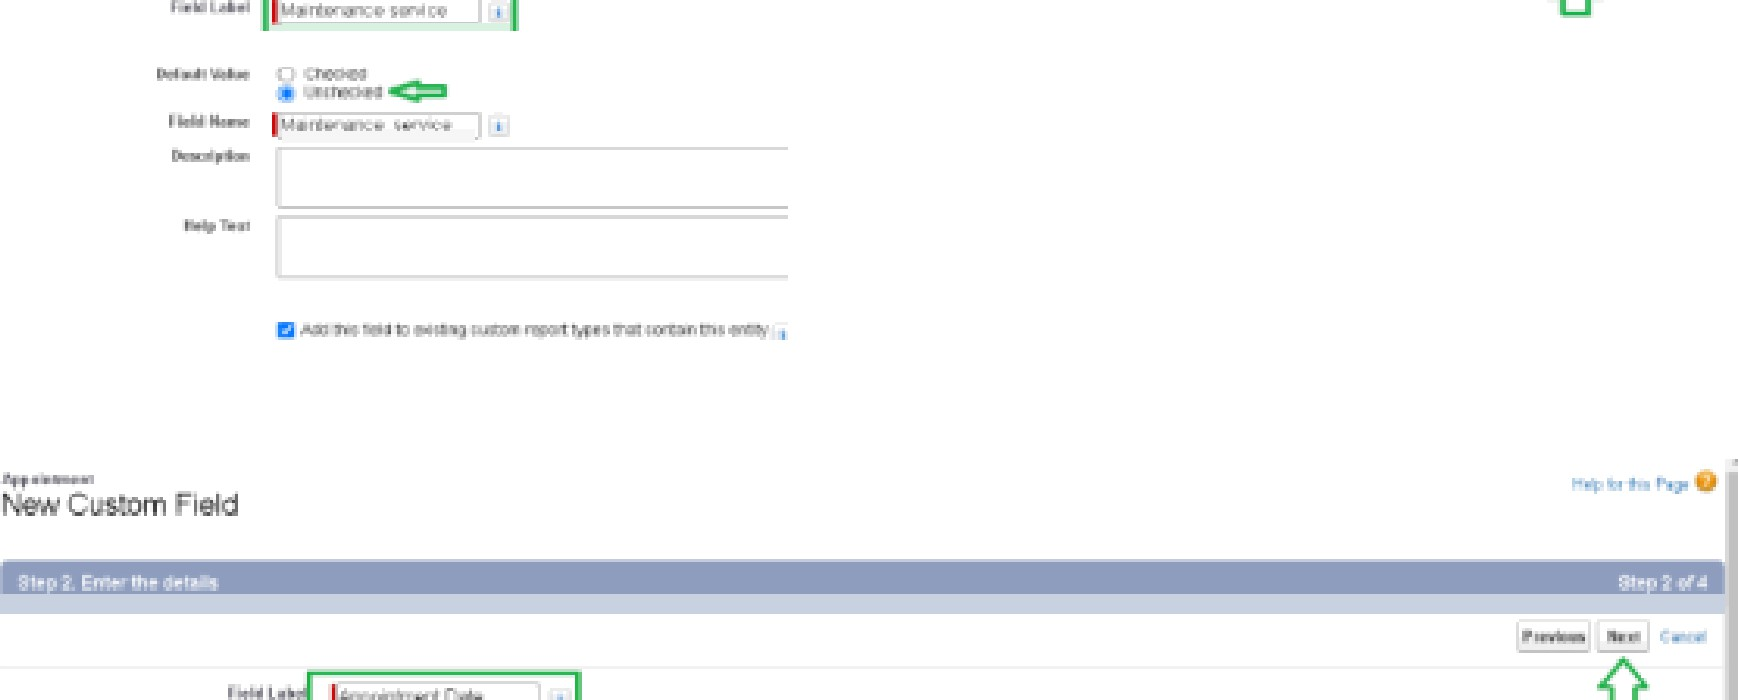 Field Label Maintenance service
Default Value Checked
Unchecked
Field Name Maintenance service
Description
Help Text
Add this field to existing custom report types that contain this entity
Appointment
New Custom Field
Help for this Page
Step 2. Enter the details Step 2 of 4
Previous Next Cancel
Field Label Appointment Date